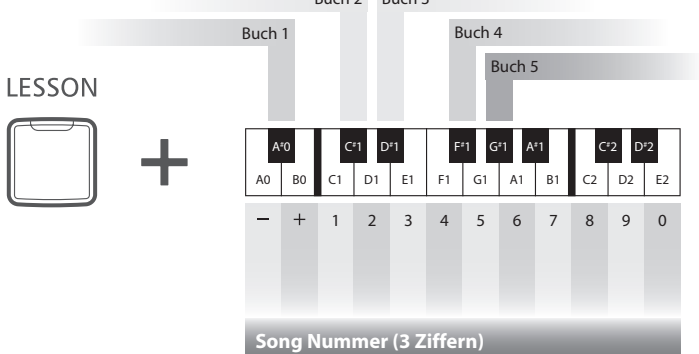 Buch 2 Buch 3
Buch 1
Buch 4
Buch 5
LESSON
+
A#0 C#1 D#1 F#1 G#1 A#1 C#2 D#2
A0 B0 C1 D1 E1 F1 G1 A1 B1 C2 D2 E2
− + 1 2 3 4 5 6 7 8 9 0
Song Nummer (3 Ziffern)